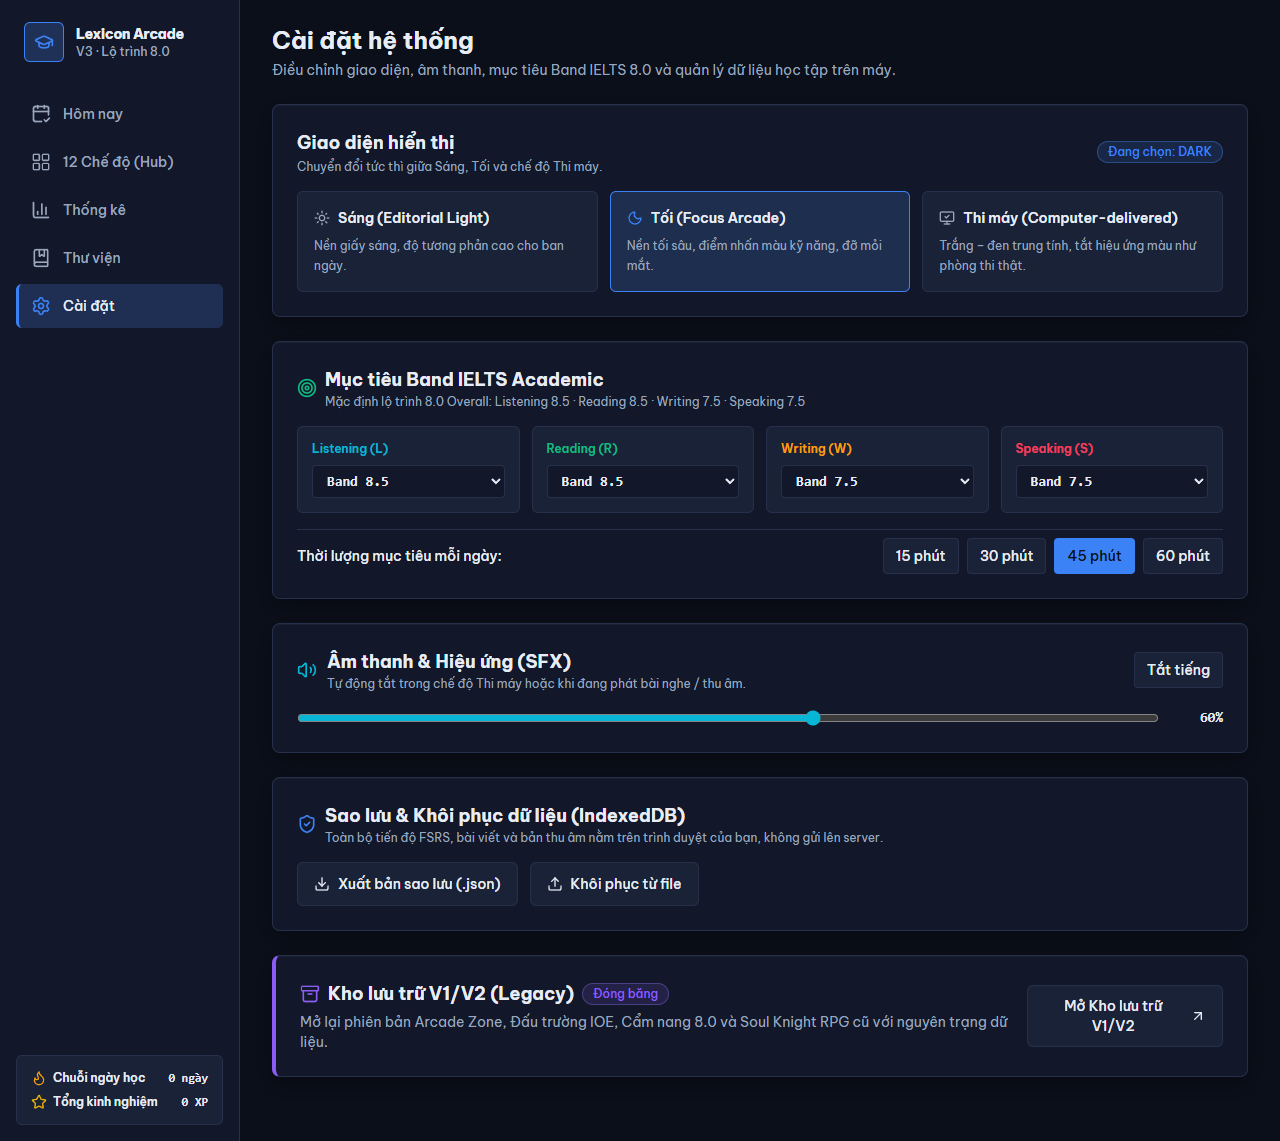 Lexicon Arcade
V3 · Lộ trình 8.0
Hôm nay
12 Chế độ (Hub)
Thống kê
Thư viện
Cài đặt
Chuỗi ngày học 0 ngày
Tổng kinh nghiệm 0 XP
Cài đặt hệ thống
Điều chỉnh giao diện, âm thanh, mục tiêu Band IELTS 8.0 và quản lý dữ liệu học tập trên máy.
Giao diện hiển thị
Chuyển đổi tức thì giữa Sáng, Tối và chế độ Thi máy.
Đang chọn: DARK
Sáng (Editorial Light)
Nền giấy sáng, độ tương phản cao cho ban
ngày.
Tối (Focus Arcade)
Nền tối sâu, điểm nhấn màu kỹ năng, đỡ mỏi
mắt.
Thi máy (Computer-delivered)
Trắng – đen trung tính, tắt hiệu ứng màu như
phòng thi thật.
Mục tiêu Band IELTS Academic
Mặc định lộ trình 8.0 Overall: Listening 8.5 · Reading 8.5 · Writing 7.5 · Speaking 7.5
Listening (L)
Band 8.5
Reading (R)
Band 8.5
Writing (W)
Band 7.5
Speaking (S)
Band 7.5
Thời lượng mục tiêu mỗi ngày:
15 phút
30 phút
45 phút
60 phút
Âm thanh & Hiệu ứng (SFX)
Tự động tắt trong chế độ Thi máy hoặc khi đang phát bài nghe / thu âm.
Tắt tiếng
60%
Sao lưu & Khôi phục dữ liệu (IndexedDB)
Toàn bộ tiến độ FSRS, bài viết và bản thu âm nằm trên trình duyệt của bạn, không gửi lên server.
Xuất bản sao lưu (.json)
Khôi phục từ file
Kho lưu trữ V1/V2 (Legacy)
Đóng băng
Mở lại phiên bản Arcade Zone, Đấu trường IOE, Cẩm nang 8.0 và Soul Knight RPG cũ với nguyên trạng dữ
liệu.
Mở Kho lưu trữ
V1/V2